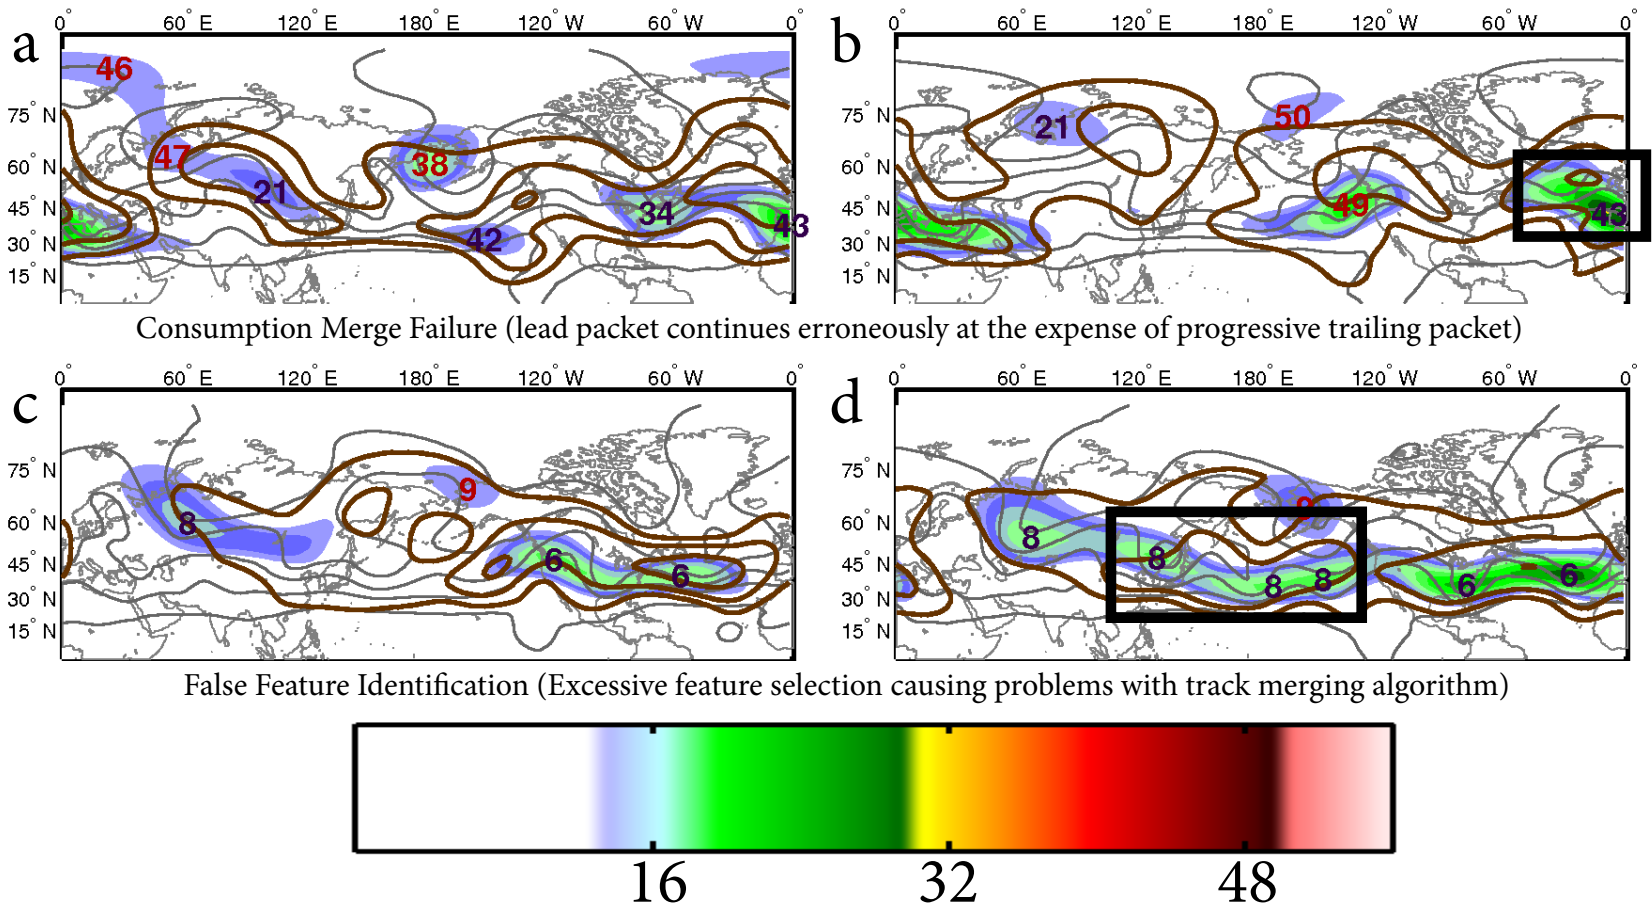 a
0° 60° E 120° E 180° E 120° W 60° W 0°
75° N
60° N
45° N
30° N
15° N
46
47
21
38
42
34
43
b
0° 60° E 120° E 180° E 120° W 60° W 0°
75° N
60° N
45° N
30° N
15° N
21
50
49
43
Consumption Merge Failure (lead packet continues erroneously at the expense of progressive trailing packet)
c
0° 60° E 120° E 180° E 120° W 60° W 0°
75° N
60° N
45° N
30° N
15° N
8
9
6
6
d
0° 60° E 120° E 180° E 120° W 60° W 0°
75° N
60° N
45° N
30° N
15° N
8
9
8
8
8
6
6
False Feature Identification (Excessive feature selection causing problems with track merging algorithm)
16 32 48